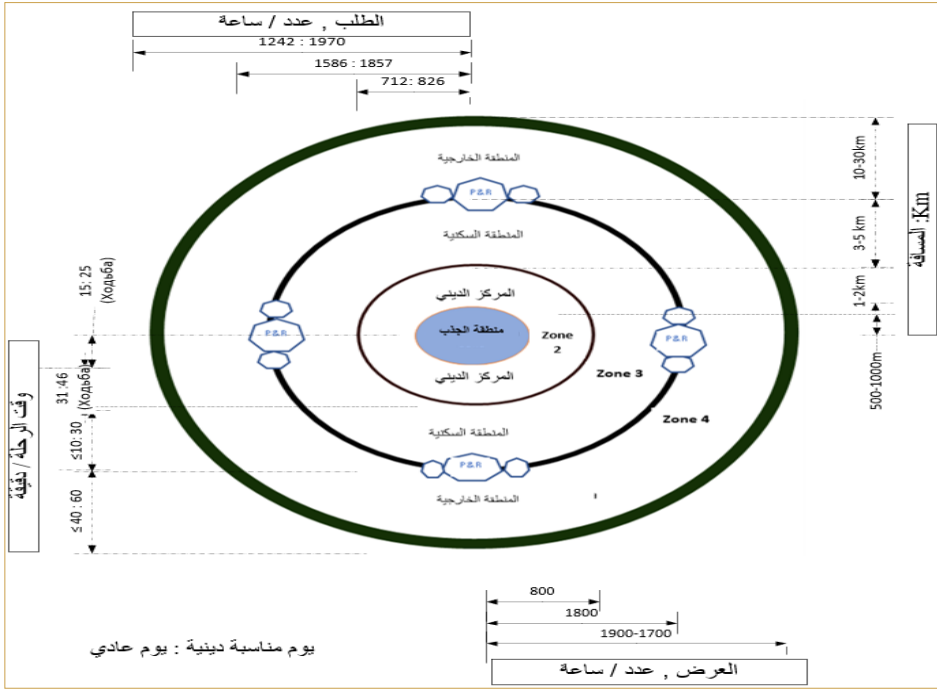 الطلب , عدد / ساعة
1242 : 1970
1586 : 1857
712: 826
المنطقة الخارجية
P&R
المنطقة السكنية
المركز الديني
منطقة الجذب
Zone 2
المركز الديني
Zone 3
P&R
P&R
Zone 4
المنطقة السكنية
P&R
المنطقة الخارجية
10-30km
3-5 km
1-2km
500-1000m
المسافة :Km
15: 25
(Ходьба)
31 :46
(Ходьба)
≤10: 30
≤ 40 : 60
وقت الرحلة / دقيقة
800
1800
1900-1700
يوم مناسبة دينية : يوم عادي
العرض , عدد / ساعة